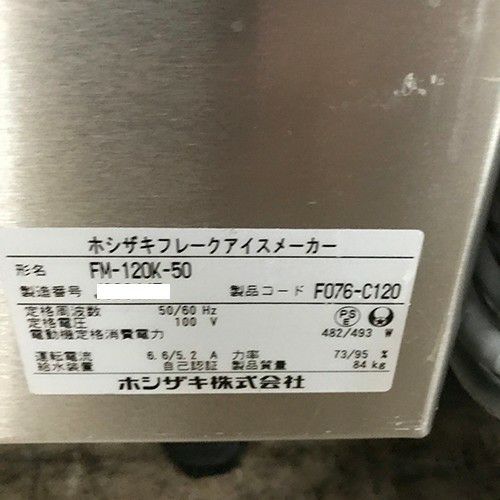 ホシザキフレークアイスメーカー
形名 FM-120K-50
製造番号 製品コード F076-C120
定格周波数 50/60 Hz
定格電圧 100 V
電動機定格消費電力 482/493 W
運転電流 6.6/5.2 A 力率 73/95 %
給水装置 自己認証 製品質量 84 kg
ホシザキ株式会社